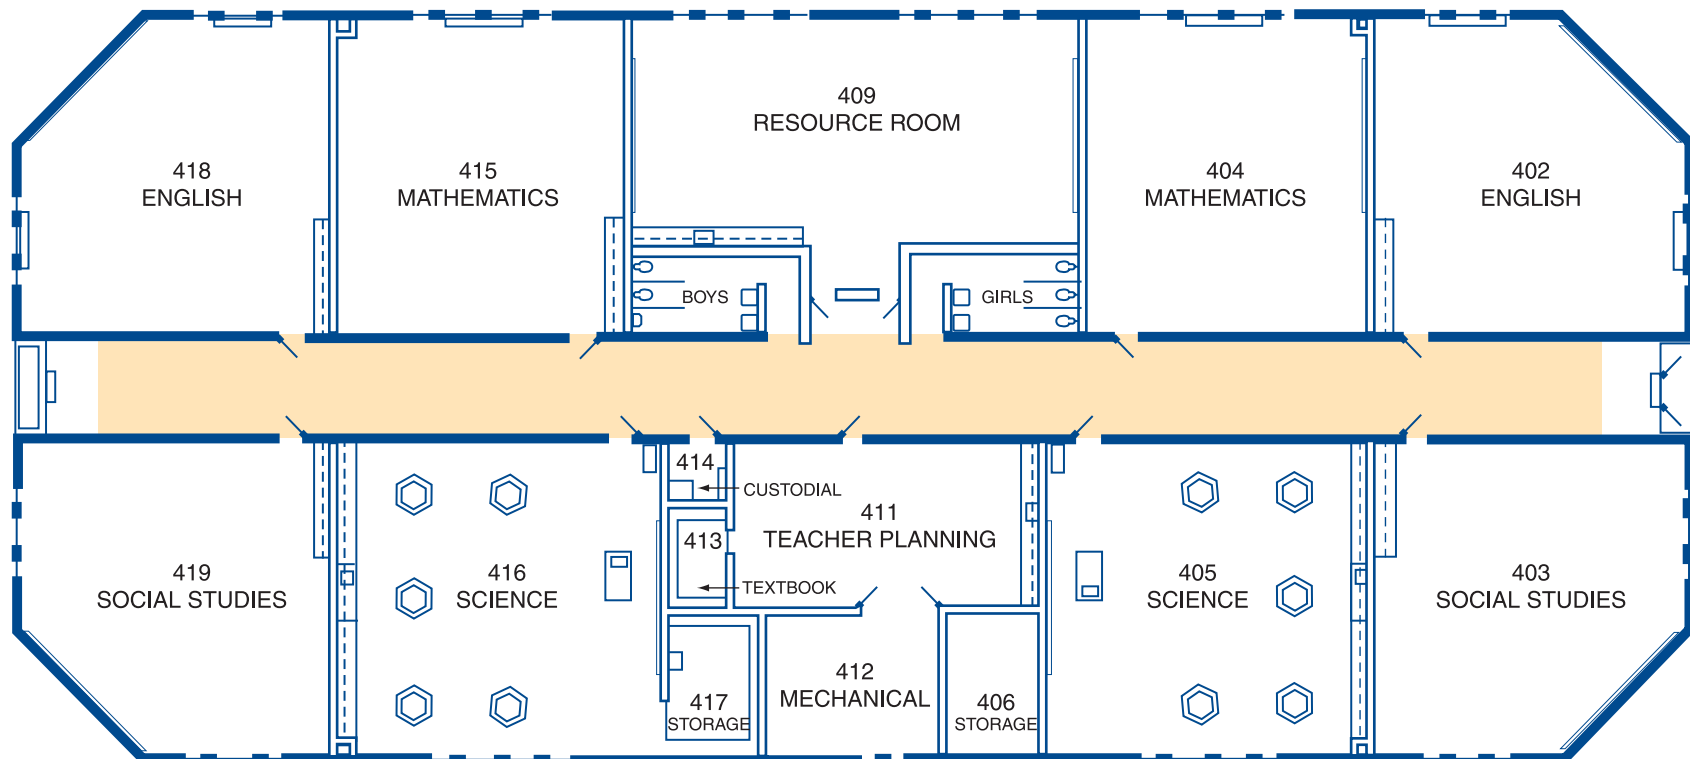 409
RESOURCE ROOM
418
ENGLISH
415
MATHEMATICS
404
MATHEMATICS
402
ENGLISH
BOYS
GIRLS
414
CUSTODIAL
411
TEACHER PLANNING
413
TEXTBOOK
419
SOCIAL STUDIES
416
SCIENCE
405
SCIENCE
403
SOCIAL STUDIES
412
MECHANICAL
417
STORAGE
406
STORAGE